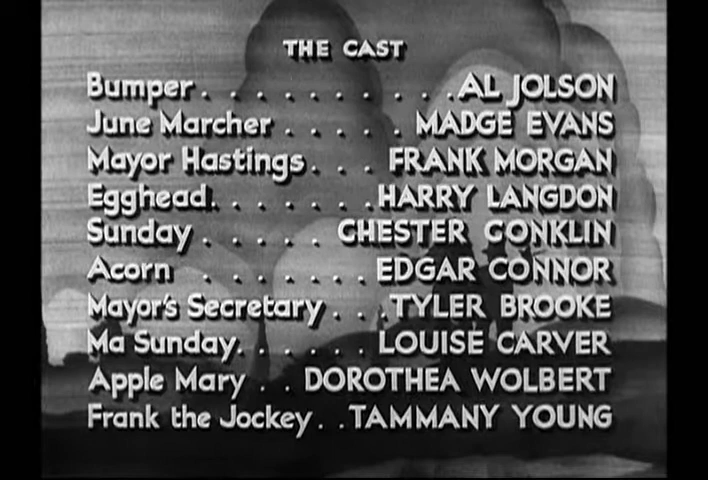 THE CAST
Bumper . . . . . . . . . . . AL JOLSON
June Marcher . . . . . MADGE EVANS
Mayor Hastings . . . FRANK MORGAN
Egghead . . . . . . . HARRY LANGDON
Sunday . . . . . CHESTER CONKLIN
Acorn . . . . . . . EDGAR CONNOR
Mayor's Secretary . . . TYLER BROOKE
Ma Sunday . . . . . . LOUISE CARVER
Apple Mary . . DOROTHEA WOLBERT
Frank the Jockey . . TAMMANY YOUNG